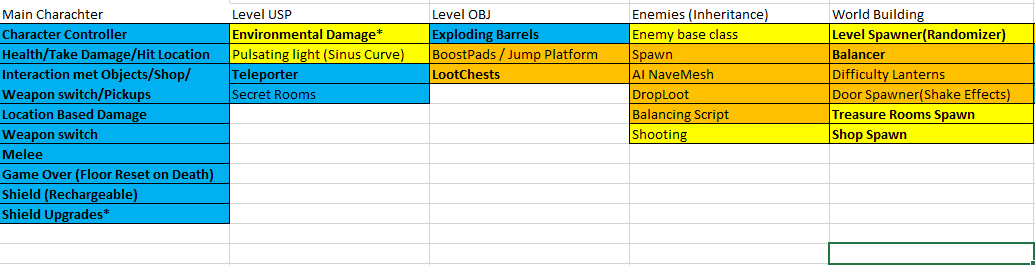 Main Charachter Level USP Level OBJ Enemies (Inheritance) World Building
Character Controller Environmental Damage* Exploding Barrels Enemy base class Level Spawner(Randomizer)
Health/Take Damage/Hit Location Pulsating light (Sinus Curve) BoostPads / Jump Platform Spawn Balancer
Interaction met Objects/Shop/ Teleporter LootChests AI NaveMesh Difficulty Lanterns
Weapon switch/Pickups Secret Rooms DropLoot Door Spawner(Shake Effects)
Location Based Damage Balancing Script Treasure Rooms Spawn
Weapon switch Shooting Shop Spawn
Melee
Game Over (Floor Reset on Death)
Shield (Rechargeable)
Shield Upgrades*